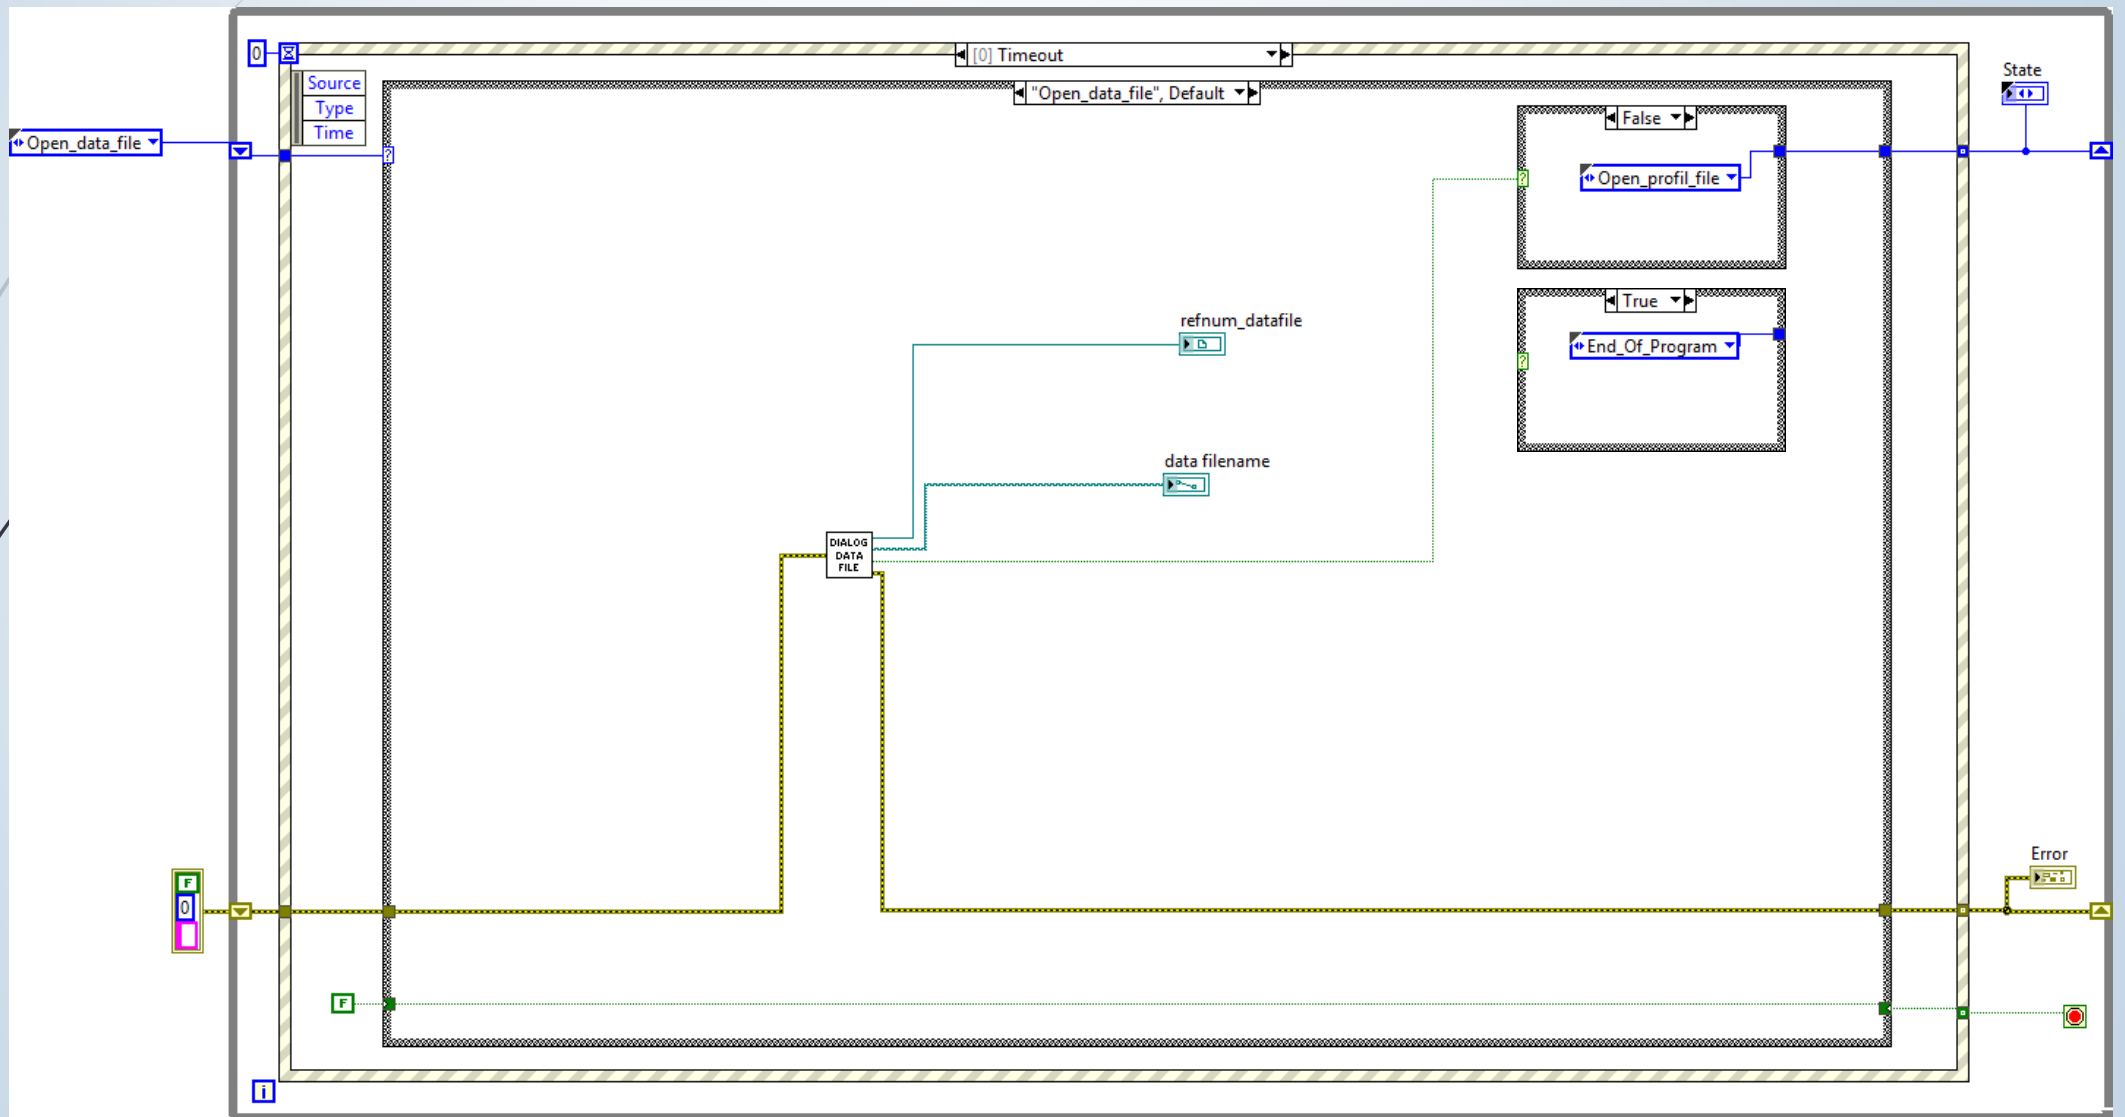 0
[0] Timeout
Source
Type
Time
"Open_data_file", Default
State
Open_data_file
?
False
?
Open_profil_file
True
End_Of_Program
?
refnum_datafile
data filename
DIALOG
DATA
FILE
Error
F
0
F
i